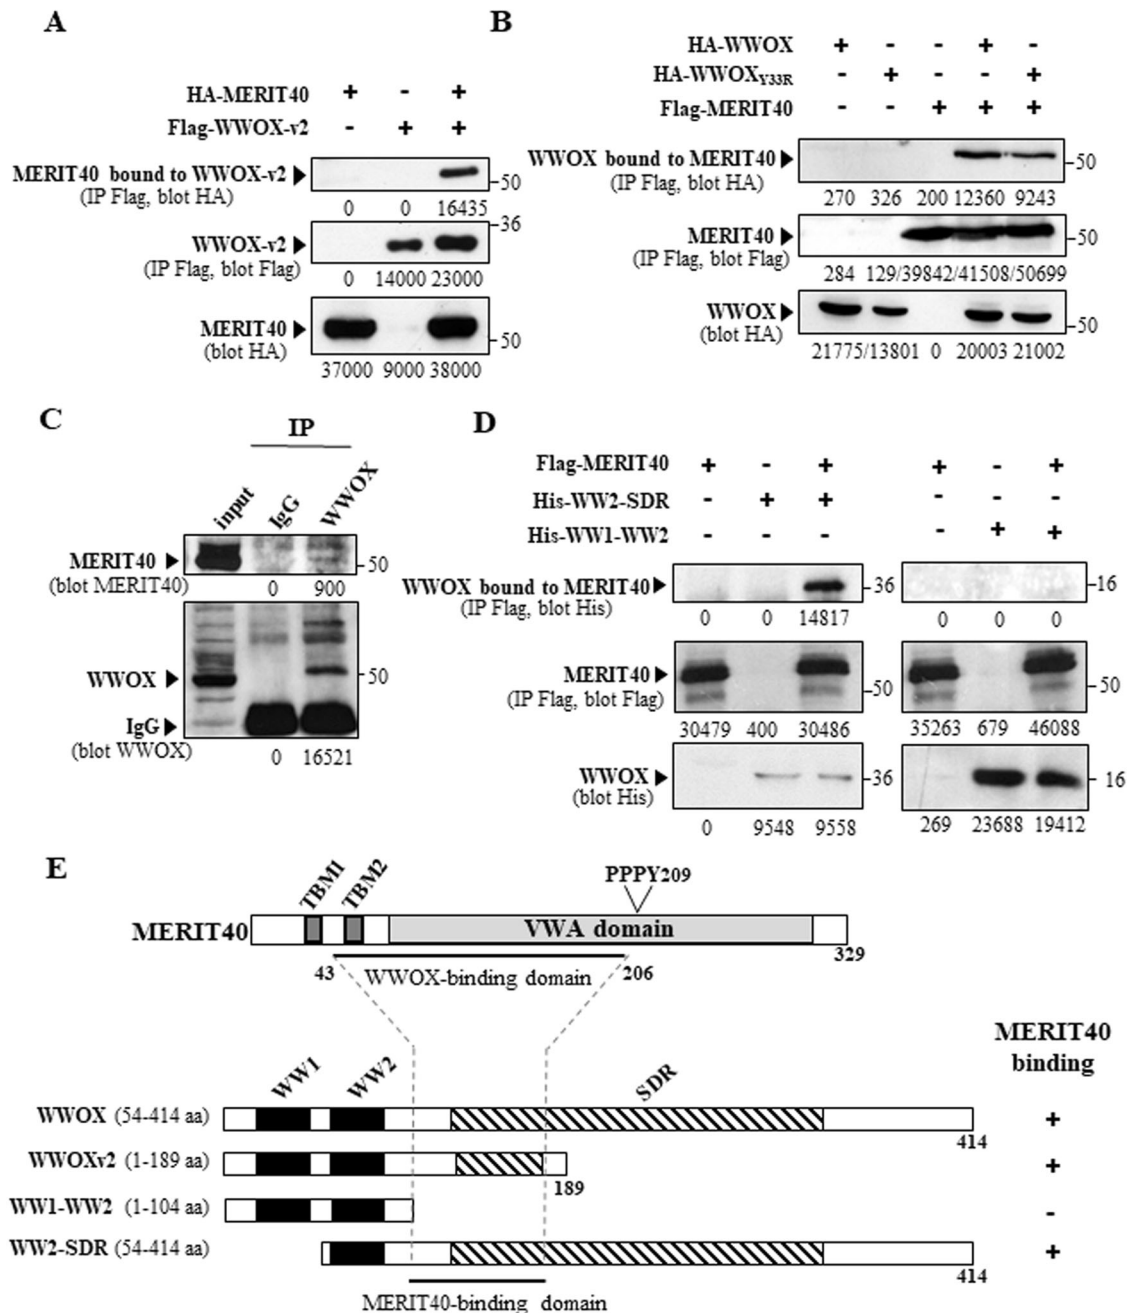 A
HA-MERIT40 + - +
Flag-WWOX-v2 - + +
MERIT40 bound to WWOX-v2
(IP Flag, blot HA)
50
0 0 16435
36
WWOX-v2
(IP Flag, blot Flag)
0 14000 23000
MERIT40
(blot HA)
50
37000 9000 38000
B
HA-WWOX + - - + -
HA-WWOXY33R - + - - +
Flag-MERIT40 - - + + +
WWOX bound to MERIT40
(IP Flag, blot HA)
50
270 326 200 12360 9243
MERIT40
(IP Flag, blot Flag)
50
284 129/39842/41508/50699
WWOX
(blot HA)
50
21775/13801 0 20003 21002
C
IP
input IgG WWOX
MERIT40
(blot MERIT40)
50
0 900
WWOX
50
IgG
(blot WWOX)
0 16521
D
Flag-MERIT40 + - + + - +
His-WW2-SDR - + + - - -
His-WW1-WW2 - - - - + +
WWOX bound to MERIT40
(IP Flag, blot His)
36 16
0 0 14817 0 0 0
MERIT40
(IP Flag, blot Flag)
50 50
30479 400 30486 35263 679 46088
WWOX
(blot His)
36 16
0 9548 9558 269 23688 19412
E
TBM1 TBM2 PPPY209
MERIT40 VWA domain
329
43 WWOX-binding domain 206
MERIT40
binding
WW1 WW2 SDR
WWOX (54-414 aa) +
414
WWOXv2 (1-189 aa) +
189
WW1-WW2 (1-104 aa) -
WW2-SDR (54-414 aa) +
414
MERIT40-binding domain